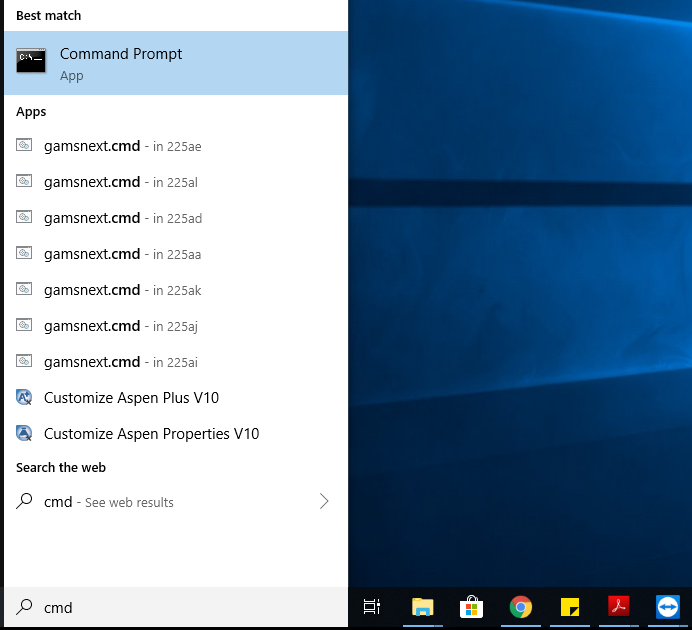 Best match
Command Prompt
App
Apps
gamsnext.cmd - in 225ae
gamsnext.cmd - in 225al
gamsnext.cmd - in 225ad
gamsnext.cmd - in 225aa
gamsnext.cmd - in 225ak
gamsnext.cmd - in 225aj
gamsnext.cmd - in 225ai
Customize Aspen Plus V10
Customize Aspen Properties V10
Search the web
cmd - See web results
cmd